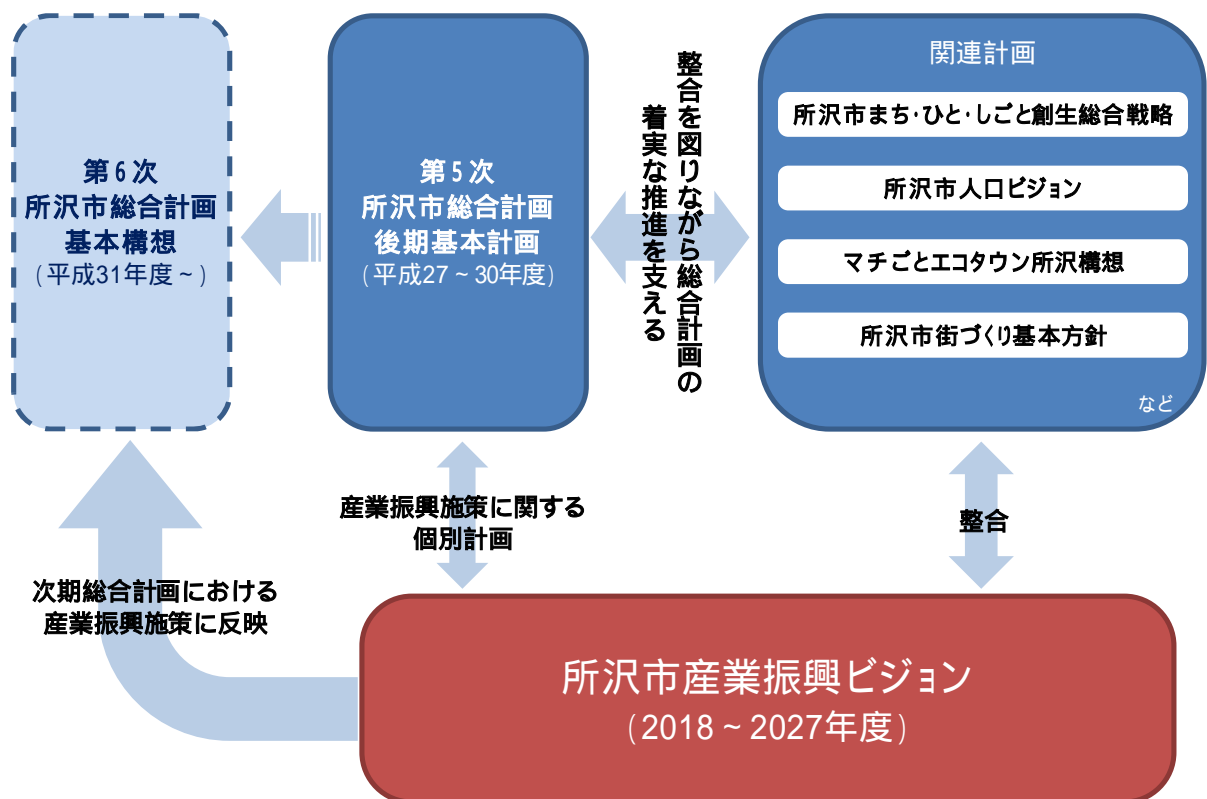 第6次
所沢市総合計画
基本構想
(平成31年度~)
第5次
所沢市総合計画
後期基本計画
(平成27~30年度)
整合を図りながら総合計画の
着実な推進を支える
関連計画
所沢市まち・ひと・しごと創生総合戦略
所沢市人口ビジョン
マチごとエコタウン所沢構想
所沢市街づくり基本方針
など
産業振興施策に関する
個別計画
整合
次期総合計画における
産業振興施策に反映
所沢市産業振興ビジョン
(2018~2027年度)